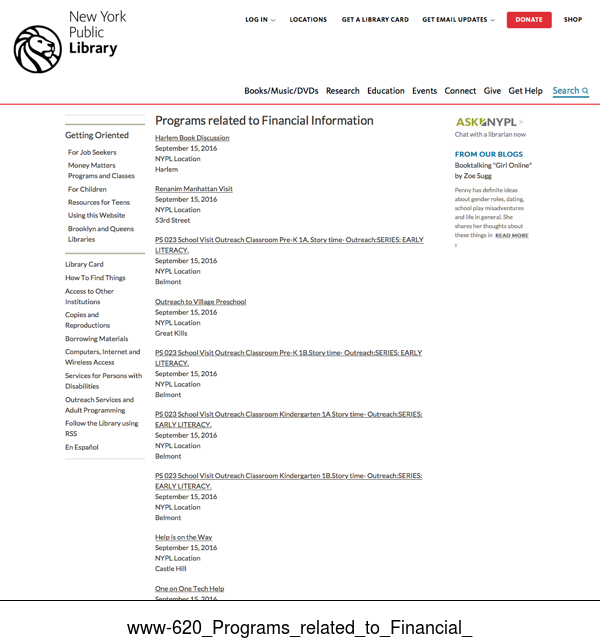 New York
Public
Library
LOG IN
LOCATIONS
GET A LIBRARY CARD
GET EMAIL UPDATES
DONATE
SHOP
Books/Music/DVDs Research Education Events Connect Give Get Help Search
Getting Oriented
For Job Seekers
Money Matters
Programs and Classes
For Children
Resources for Teens
Using this Website
Brooklyn and Queens
Libraries
Library Card
How To Find Things
Access to Other
Institutions
Copies and
Reproductions
Borrowing Materials
Computers, Internet and
Wireless Access
Services for Persons with
Disabilities
Outreach Services and
Adult Programming
Follow the Library using
RSS
En Español
Programs related to Financial Information
Harlem Book Discussion
September 15, 2016
NYPL Location
Harlem
Renanim Manhattan Visit
September 15, 2016
NYPL Location
53rd Street
PS 023 School Visit Outreach Classroom Pre-K 1A. Story time- Outreach:SERIES: EARLY
LITERACY.
September 15, 2016
NYPL Location
Belmont
Outreach to Village Preschool
September 15, 2016
NYPL Location
Great Kills
PS 023 School Visit Outreach Classroom Pre-K 1B.Story time- Outreach:SERIES: EARLY
LITERACY.
September 15, 2016
NYPL Location
Belmont
PS 023 School Visit Outreach Classroom Kindergarten 1A Story time- Outreach:SERIES:
EARLY LITERACY.
September 15, 2016
NYPL Location
Belmont
PS 023 School Visit Outreach Classroom Kindergarten 1B.Story time- Outreach:SERIES:
EARLY LITERACY.
September 15, 2016
NYPL Location
Belmont
Help is on the Way
September 15, 2016
NYPL Location
Castle Hill
One on One Tech Help
September 15, 2016
ASK NYPL >
Chat with a librarian now
FROM OUR BLOGS
Booktalking "Girl Online"
by Zoe Sugg
Penny has definite ideas
about gender roles, dating,
school play misadventures
and life in general. She
shares her thoughts about
these things in READ MORE
www-620_Programs_related_to_Financial_